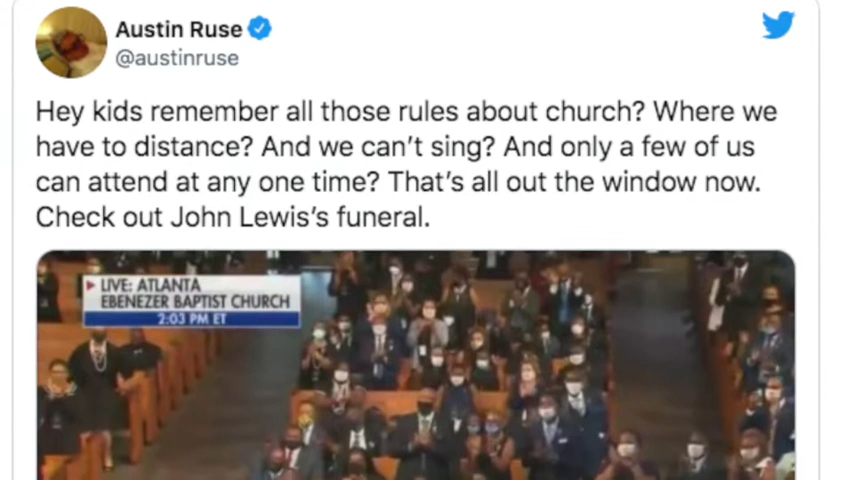 Austin Ruse
@austinruse
Hey kids remember all those rules about church? Where we
have to distance? And we can’t sing? And only a few of us
can attend at any one time? That’s all out the window now.
Check out John Lewis’s funeral.
LIVE: ATLANTA
EBENEZER BAPTIST CHURCH
2:03 PM ET